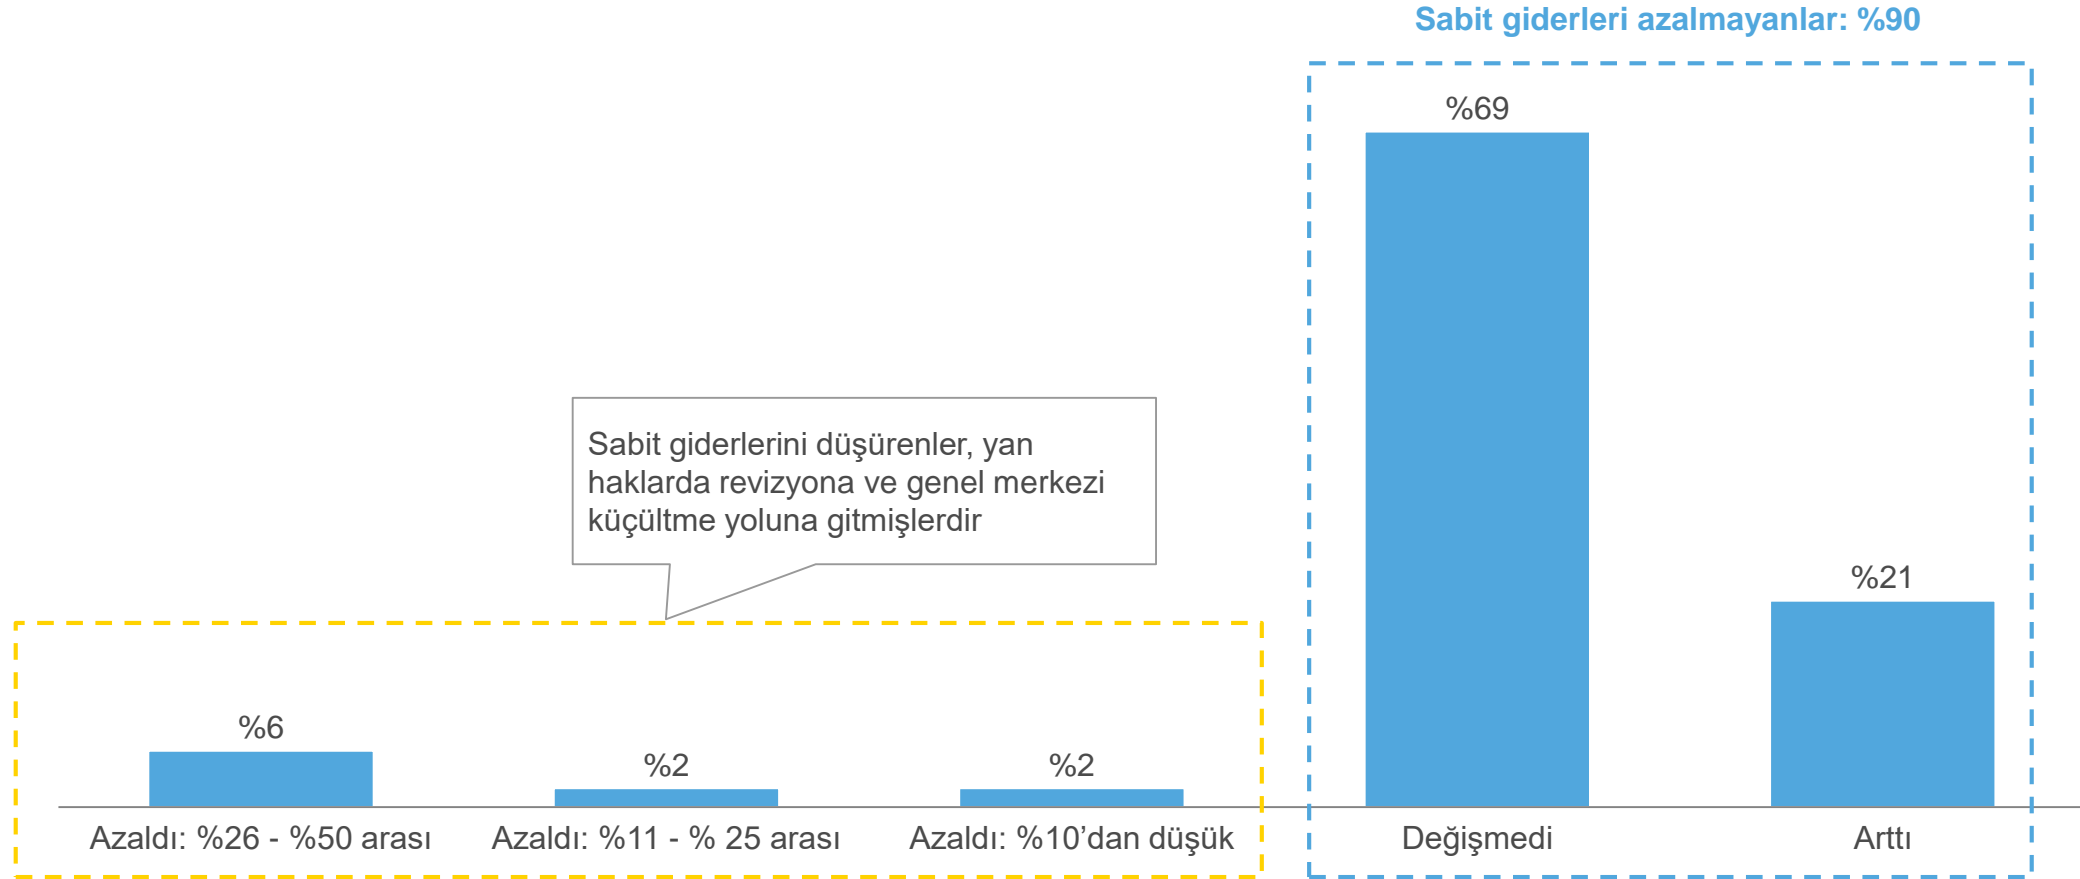 Sabit giderleri azalmayanlar: %90
%69
Sabit giderlerini düşürenler, yan
haklarda revizyona ve genel merkezi
küçültme yoluna gitmişlerdir
%21
%6
%2
%2
Azaldı: %26 - %50 arası
Azaldı: %11 - % 25 arası
Azaldı: %10’dan düşük
Değişmedi
Arttı